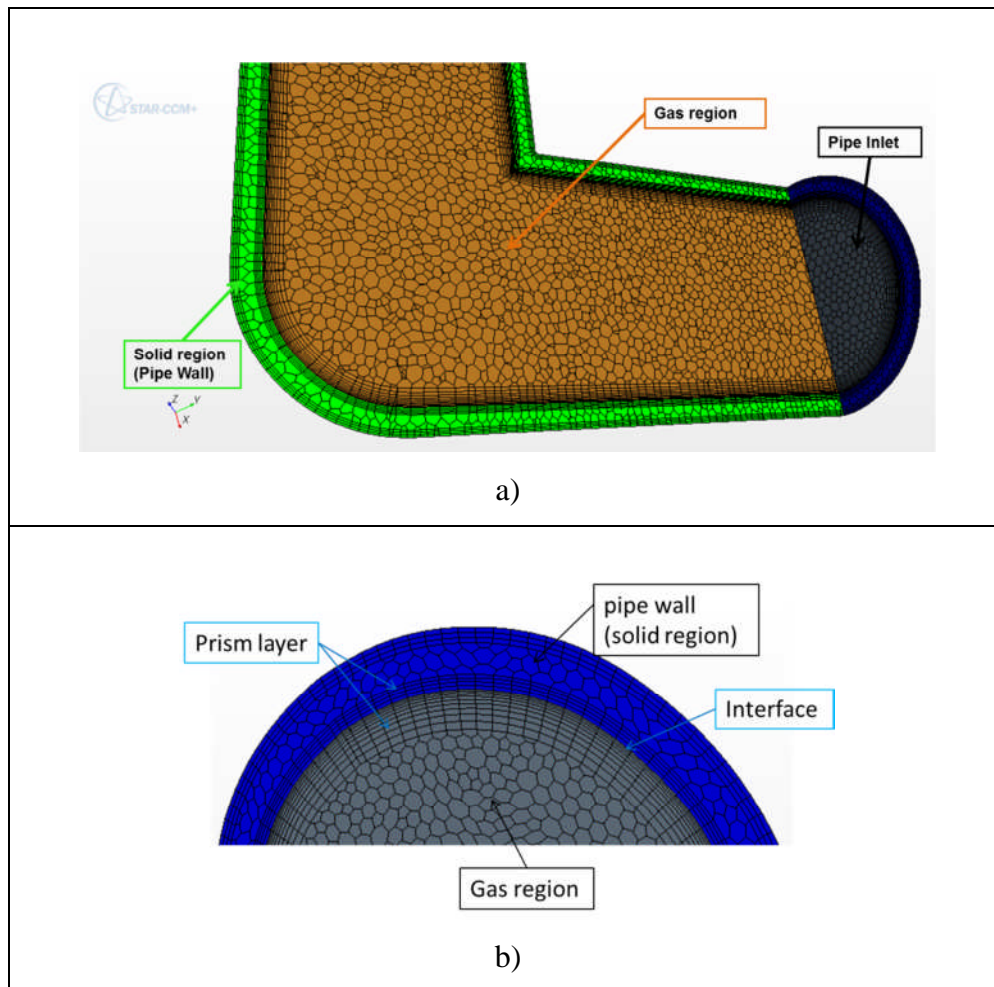 STAR-CCM+
Gas region
Pipe Inlet
Solid region
(Pipe Wall)
Z
Y
X
a)
pipe wall
(solid region)
Prism layer
Interface
Gas region
b)